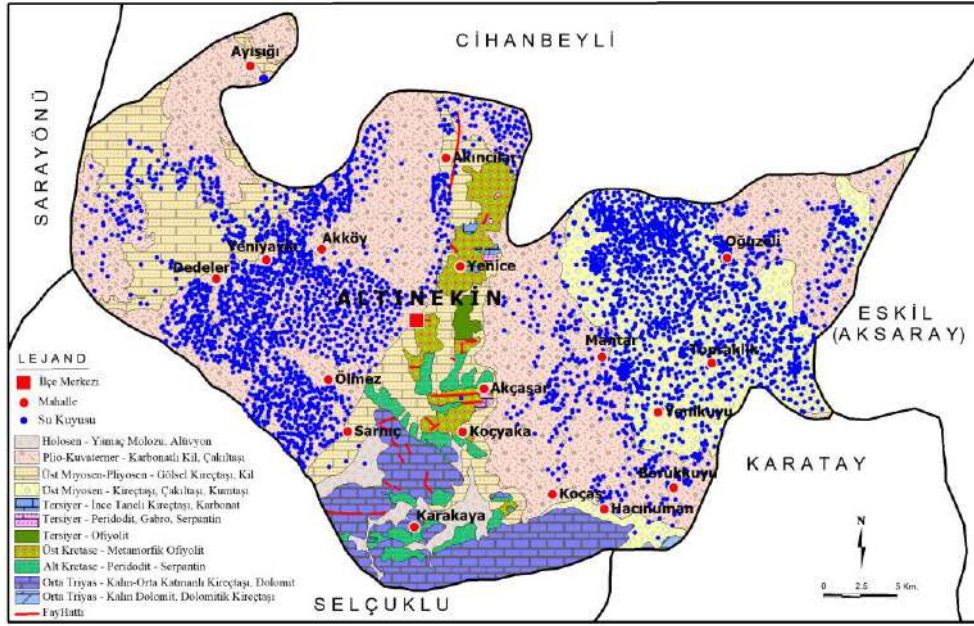 CİHANBEYLİ
SARAYÖNÜ
Ayışığı
Akıncılar
Akköy
Yeniyayla
Dedeler
Yenice
Oğuzeli
ALTINEKİN
ESKİL
(AKSARAY)
Mantar
Topraklık
Ölmez
Akçaşar
Yenikuyu
Sarnıç
Koçyaka
KARATAY
Borukkuyu
Koçaş
Hacınuman
Karakaya
SELÇUKLU
LEJAND
İlçe Merkezi
Mahalle
Su Kuyusu
Holosen - Yamaç Molozu, Alüvyon
Plio-Kuvaterner - Karbonatlı Kil, Çakıltaşı
Üst Miyosen-Pliyosen - Gölsel Kireçtaşı, Kil
Üst Miyosen - Kireçtaşı, Çakıltaşı, Kumtaşı
Tersiyer - İnce Taneli Kireçtaşı, Karbonat
Tersiyer - Peridodit, Gabro, Serpantin
Tersiyer - Ofiyolit
Üst Kretase - Metamorfik Ofiyolit
Alt Kretase - Peridodit - Serpantin
Orta Triyas - Kalın-Orta Katmanlı Kireçtaşı, Dolomit
Orta Triyas - Kalın Dolomit, Dolomitik Kireçtaşı
FayHattı
N
0 2.5 5 Km.